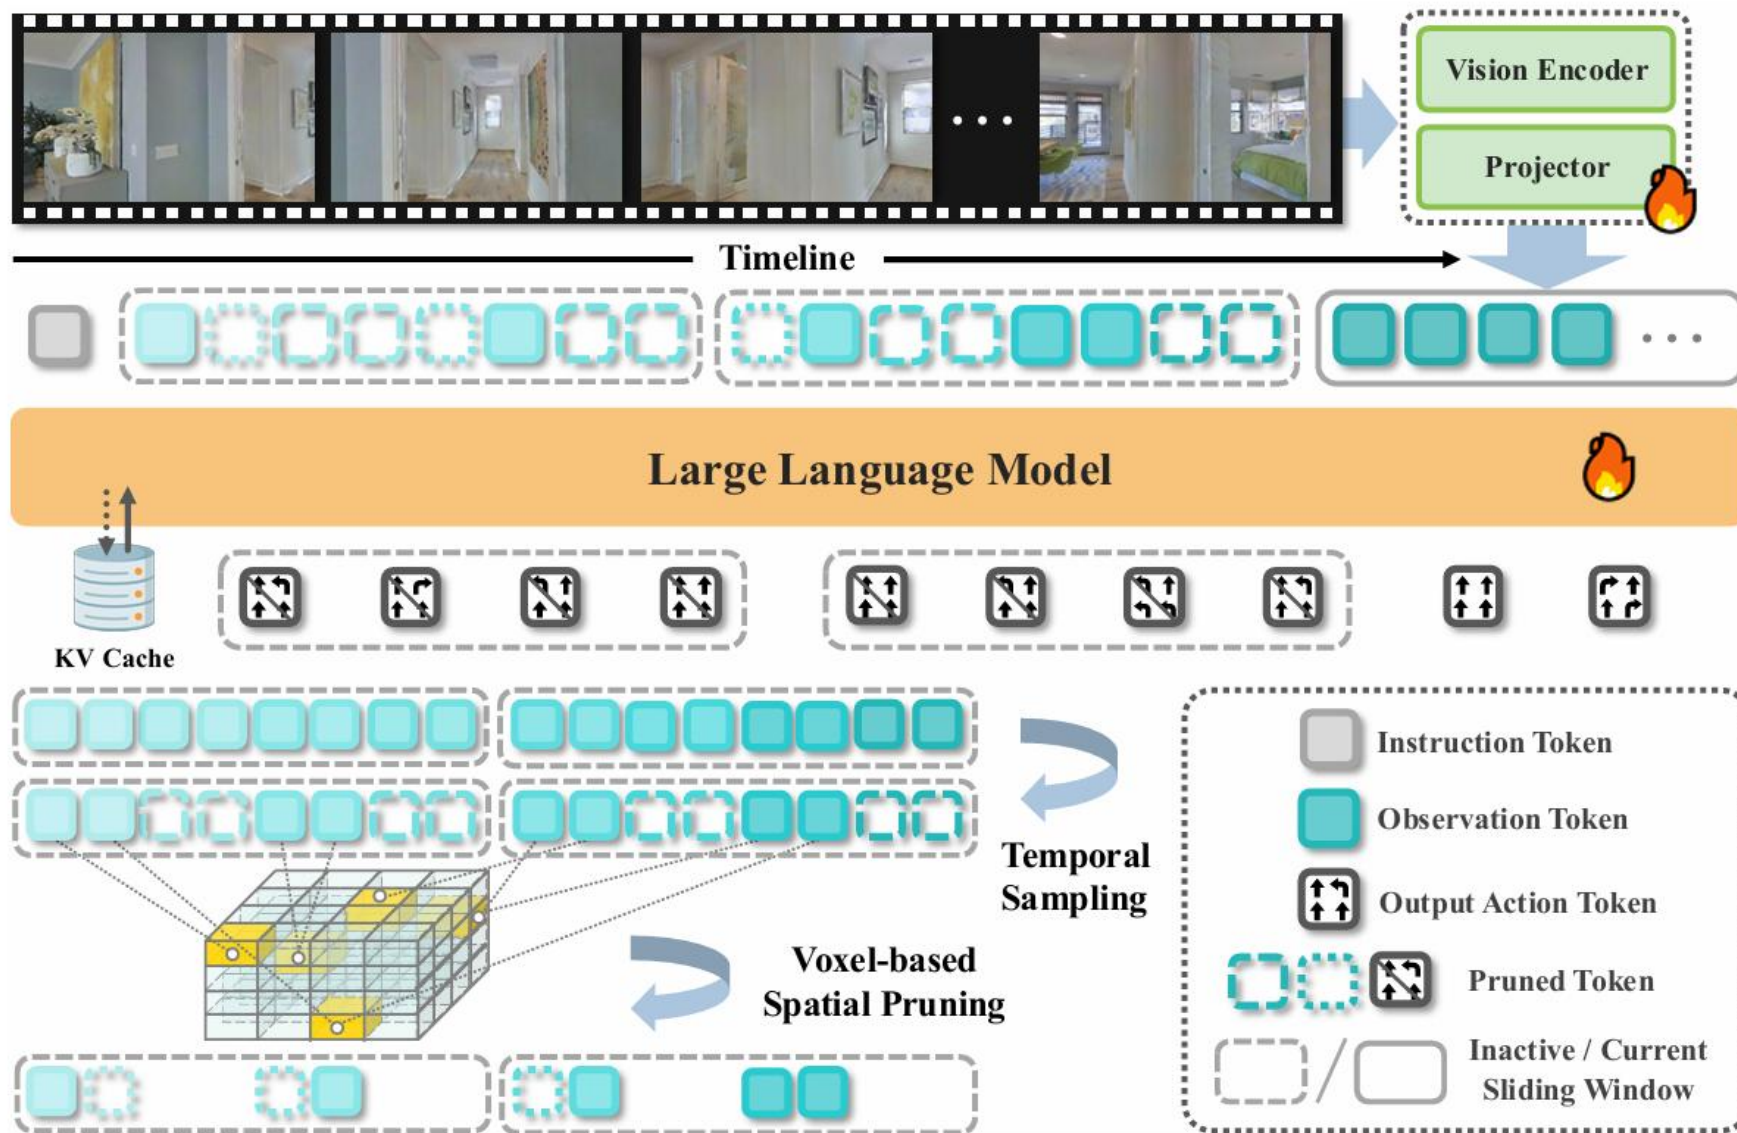 Vision Encoder
Projector
Timeline
Large Language Model
KV Cache
Temporal
Sampling
Voxel-based
Spatial Pruning
Instruction Token
Observation Token
Output Action Token
Pruned Token
Inactive / Current
Sliding Window